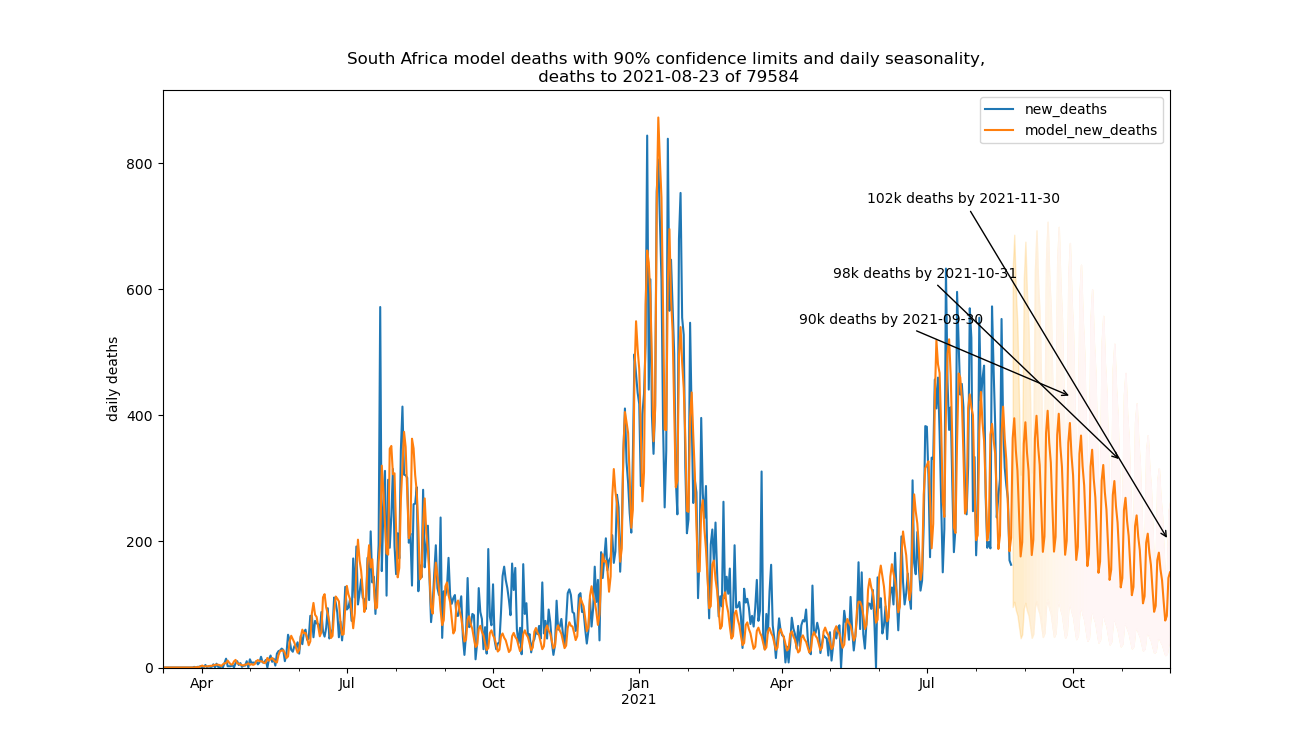 South Africa model deaths with 90% confidence limits and daily seasonality,
deaths to 2021-08-23 of 79584
new_deaths
model_new_deaths
800
600
400
200
0
daily deaths
102k deaths by 2021-11-30
98k deaths by 2021-10-31
90k deaths by 2021-09-30
Apr
Jul
Oct
Jan
2021
Apr
Jul
Oct